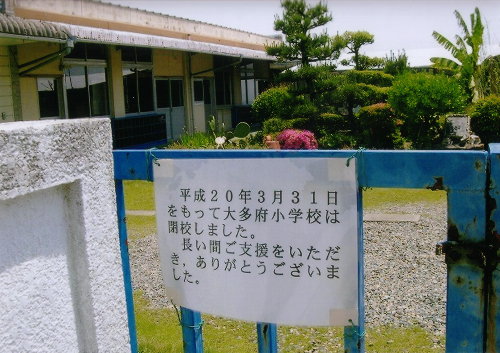 平成20年3月31日
をもって大多府小学校は
閉校しました。
長い間ご支援をいただ
き,ありがとうございま
した。